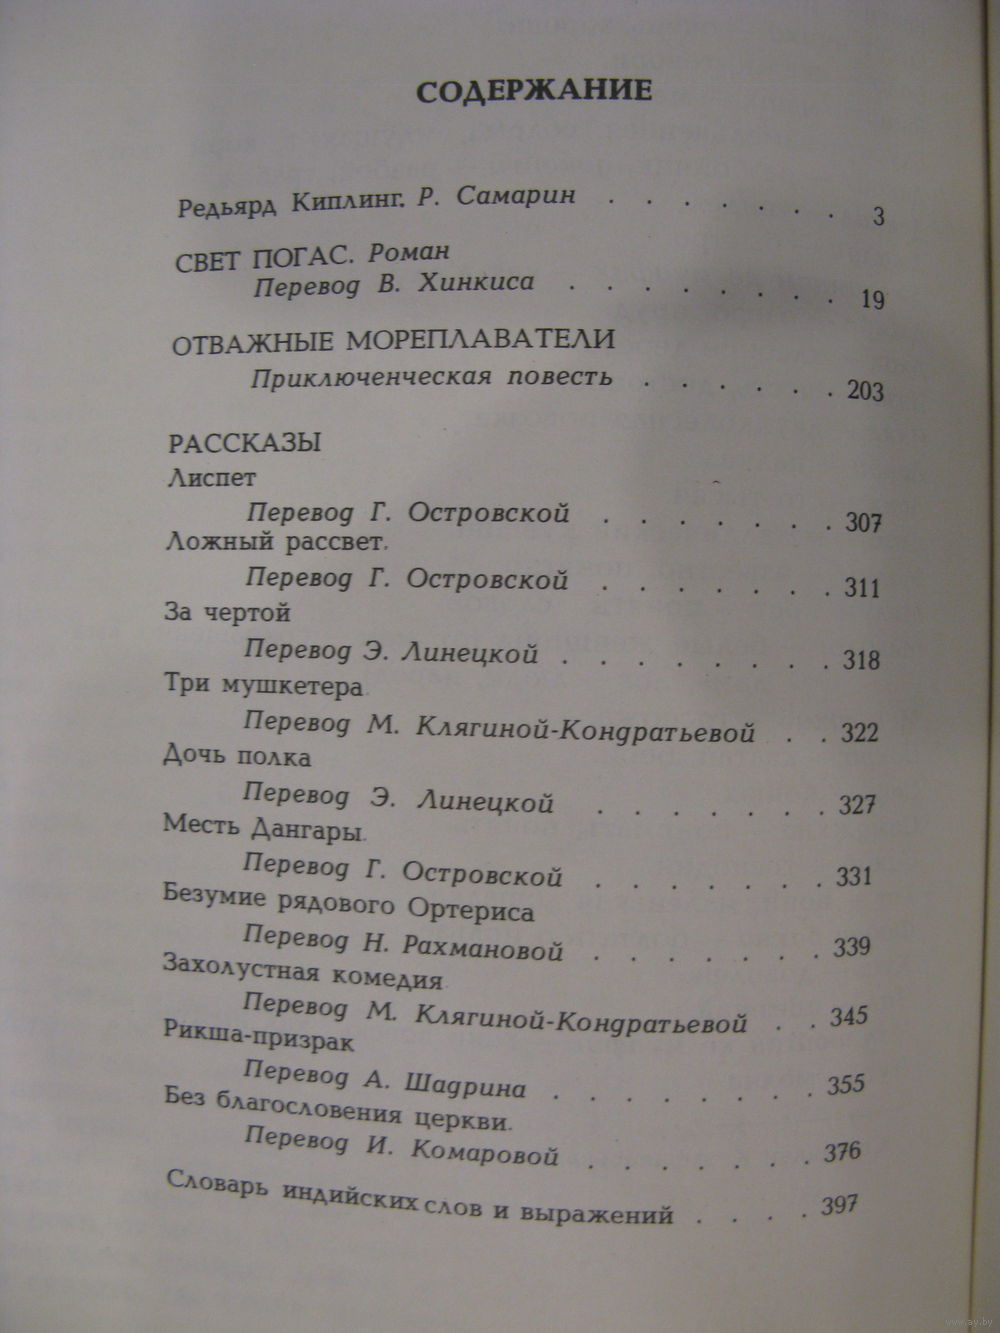 СОДЕРЖАНИЕ
Редьярд Киплинг. Р. Самарин . . . . . . . 3
СВЕТ ПОГАС. Роман
Перевод В. Хинкиса . . . . . . . . 19
ОТВАЖНЫЕ МОРЕПЛАВАТЕЛИ
Приключенческая повесть . . . . . . 203
РАССКАЗЫ
Лиспет
Перевод Г. Островской . . . . . . . 307
Ложный рассвет.
Перевод Г. Островской . . . . . . . 311
За чертой
Перевод Э. Линецкой . . . . . . . . 318
Три мушкетера.
Перевод М. Клягиной-Кондратьевой . . 322
Дочь полка
Перевод Э. Линецкой . . . . . . . 327
Месть Дангары.
Перевод Г. Островской . . . . . . . 331
Безумие рядового Ортериса
Перевод Н. Рахмановой . . . . . . . 339
Захолустная комедия.
Перевод М. Клягиной-Кондратьевой . . 345
Рикша-призрак
Перевод А. Шадрина . . . . . . . . 355
Без благословения церкви.
Перевод И. Комаровой . . . . . . . 376
Словарь индийских слов и выражений . . . . 397
www.ay.by